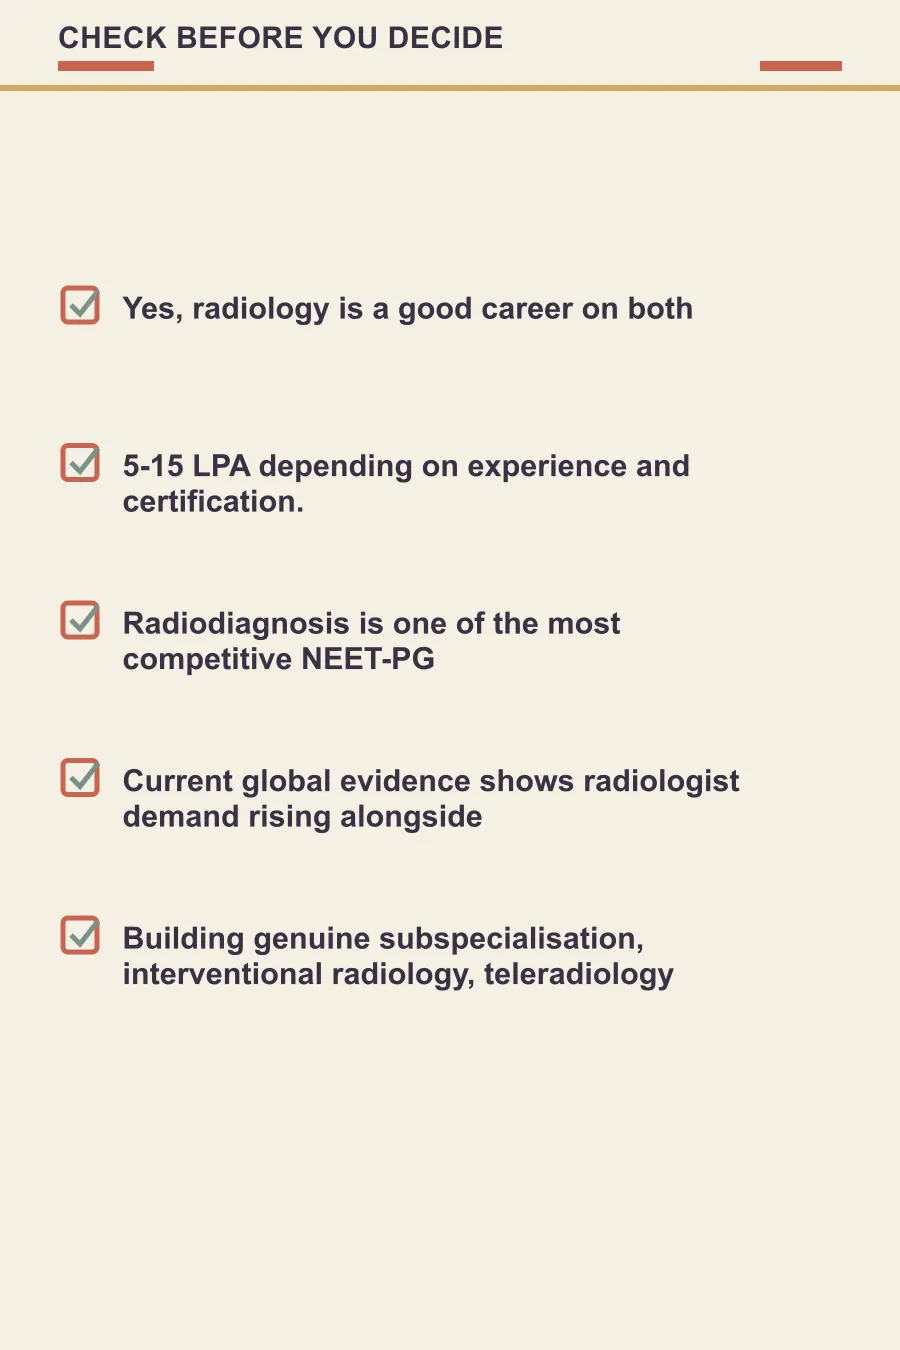 CHECK BEFORE YOU DECIDE
Yes, radiology is a good career on both
5-15 LPA depending on experience and
certification.
Radiodiagnosis is one of the most
competitive NEET-PG
Current global evidence shows radiologist
demand rising alongside
Building genuine subspecialisation,
interventional radiology, teleradiology